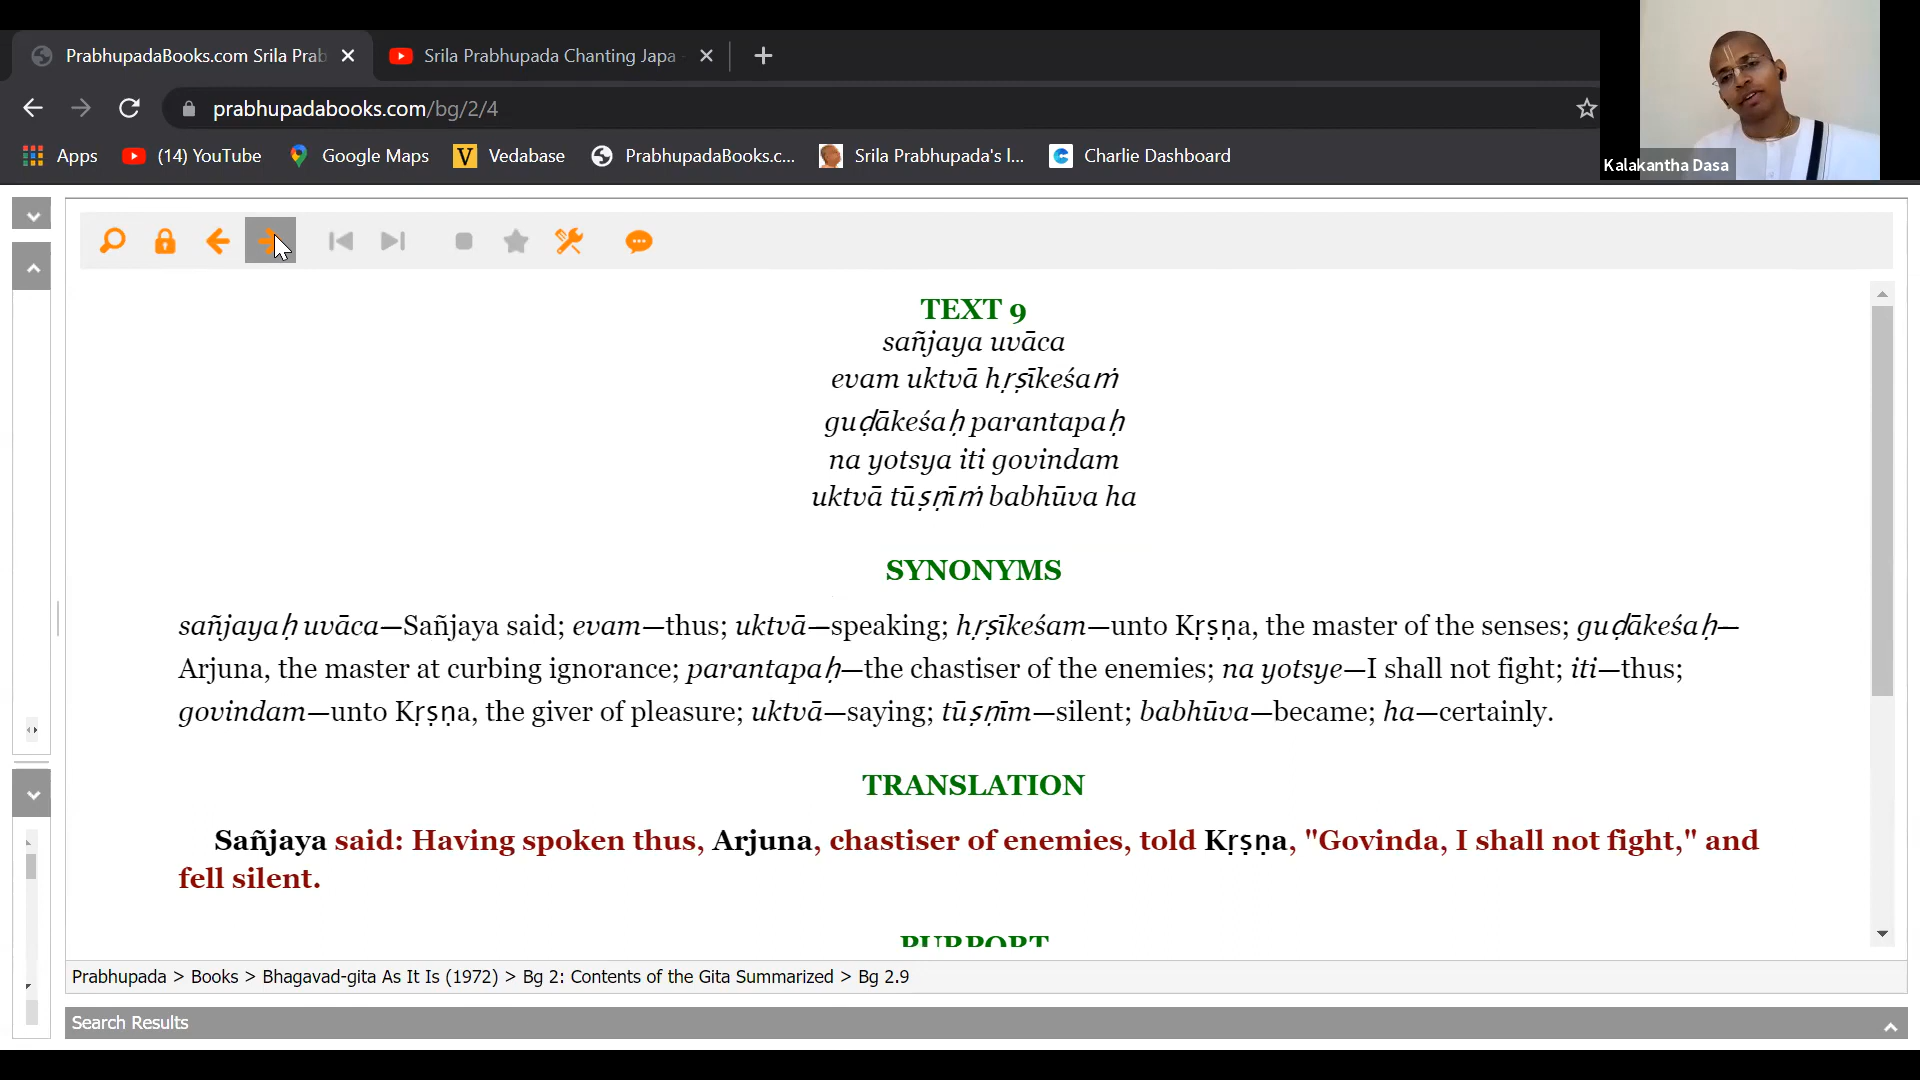 PrabhupadaBooks.com Srila Prab
Srila Prabhupada Chanting Japa
prabhupadabooks.com/bg/2/4
Apps
(14) YouTube
Google Maps
Vedabase
PrabhupadaBooks.c...
Srila Prabhupada's l...
Charlie Dashboard
Kalakantha Dasa
TEXT 9
sañjaya uvāca
evam uktvā hṛṣīkeśaṁ
guḍākeśaḥ parantapaḥ
na yotsya iti govindam
uktvā tūṣṇīṁ babhūva ha
SYNONYMS
sañjayaḥ uvāca—Sañjaya said; evam—thus; uktvā—speaking; hṛṣīkeśam—unto Kṛṣṇa, the master of the senses; guḍākeśaḥ—
Arjuna, the master at curbing ignorance; parantapaḥ—the chastiser of the enemies; na yotsye—I shall not fight; iti—thus;
govindam—unto Kṛṣṇa, the giver of pleasure; uktvā—saying; tūṣṇīm—silent; babhūva—became; ha—certainly.
TRANSLATION
Sañjaya said: Having spoken thus, Arjuna, chastiser of enemies, told Kṛṣṇa, "Govinda, I shall not fight," and
fell silent.
PURPORT
Prabhupada > Books > Bhagavad-gita As It Is (1972) > Bg 2: Contents of the Gita Summarized > Bg 2.9
Search Results